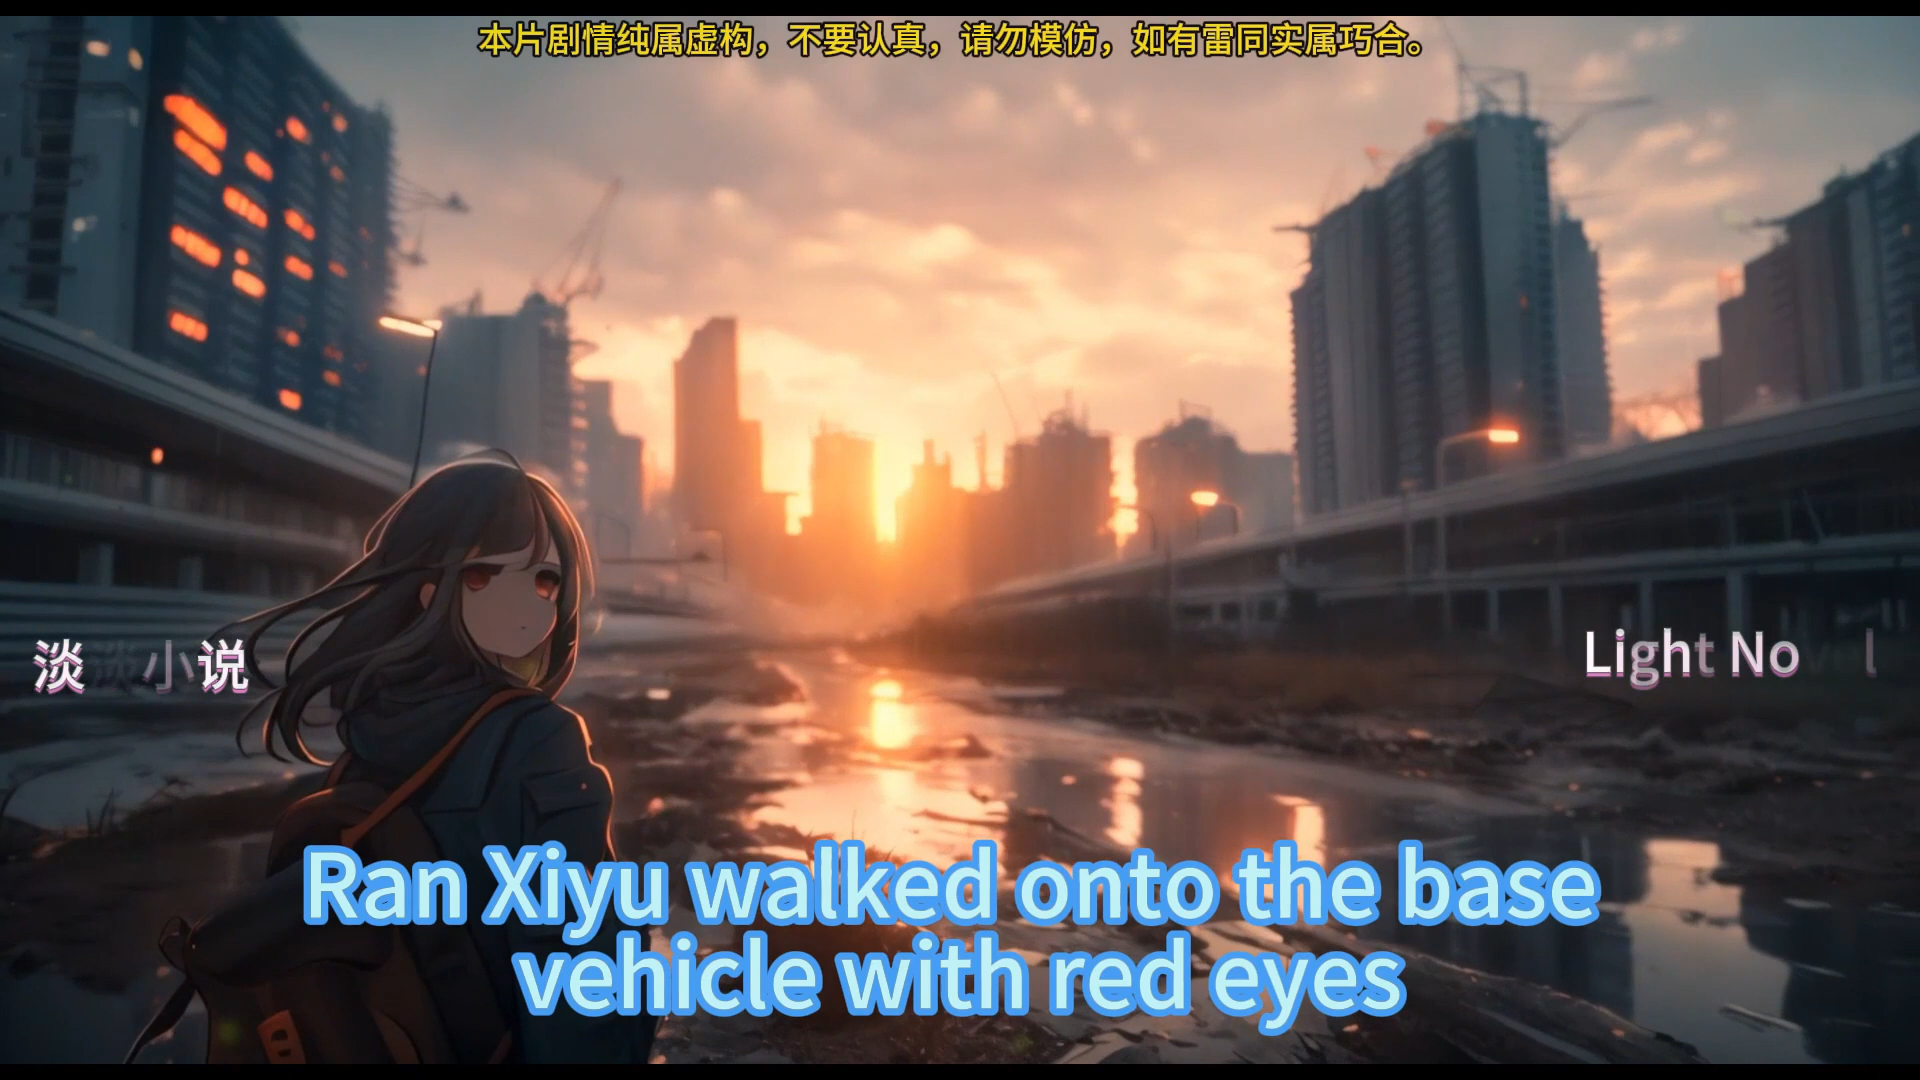 本片剧情纯属虚构，不要认真，请勿模仿，如有雷同实属巧合。
淡淡小说
Light Novel
Ran Xiyu walked onto the base
vehicle with red eyes